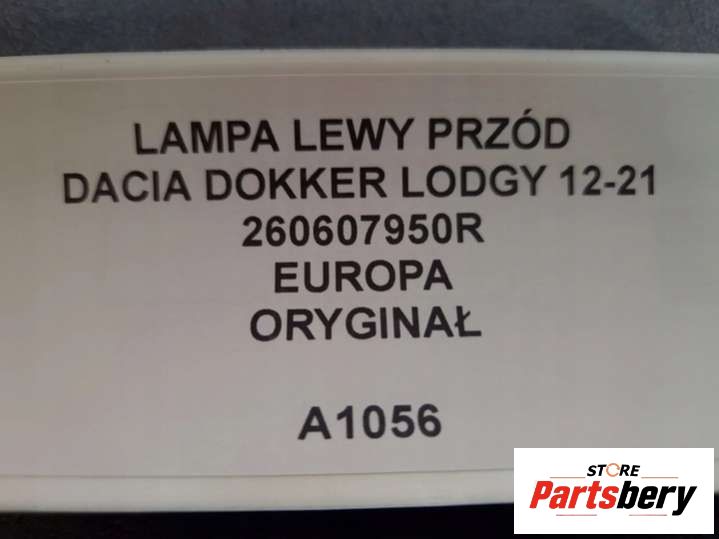 LAMPA LEWY PRZÓD
DACIA DOKKER LODGY 12-21
260607950R
EUROPA
ORYGINAŁ
A1056
STORE
Partsbery